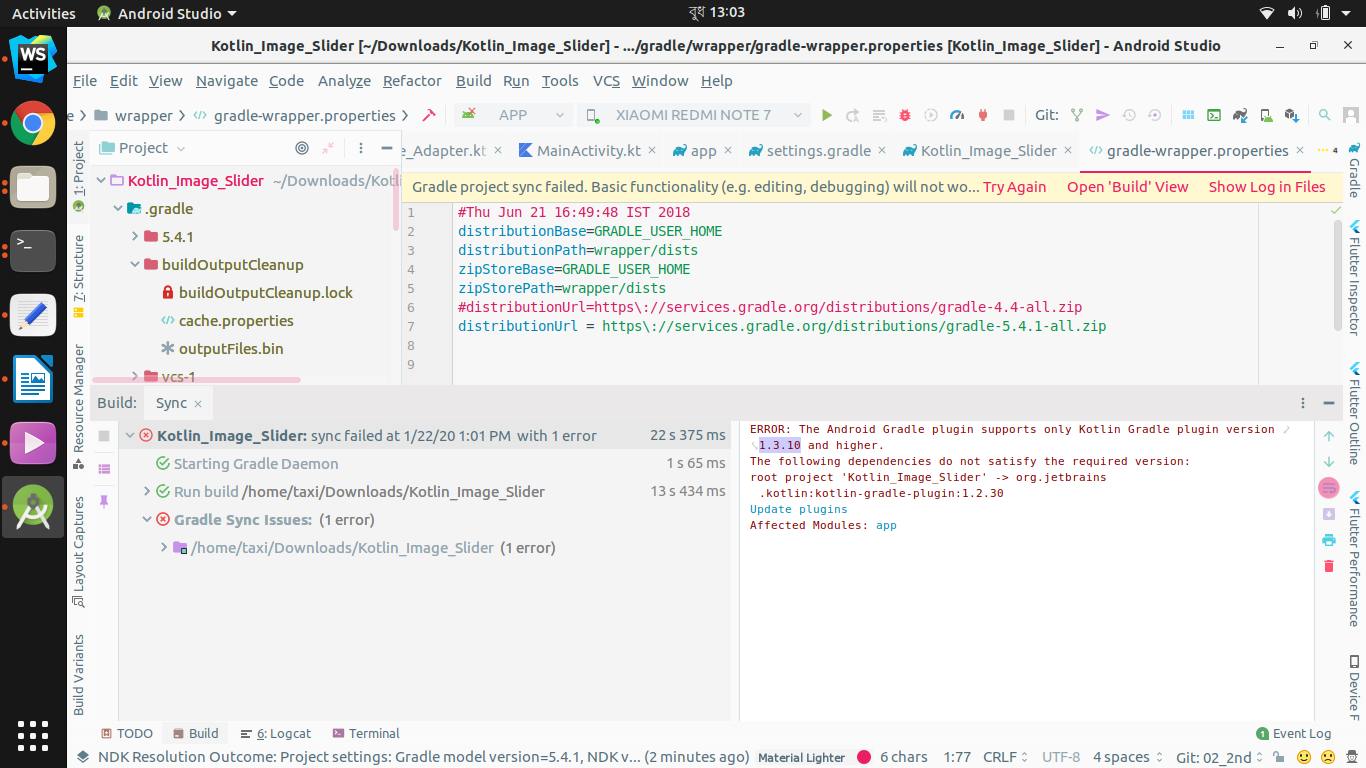 Activities Android Studio বুধ 13:03
Kotlin_Image_Slider [~/Downloads/Kotlin_Image_Slider] - .../gradle/wrapper/gradle-wrapper.properties [Kotlin_Image_Slider] - Android Studio
File Edit View Navigate Code Analyze Refactor Build Run Tools VCS Window Help
e wrapper gradle-wrapper.properties APP XIAOMI REDMI NOTE 7 Git:
Project e_Adapter.kt MainActivity.kt app settings.gradle Kotlin_Image_Slider gradle-wrapper.properties 4
Kotlin_Image_Slider ~/Downloads/Kotl
Gradle project sync failed. Basic functionality (e.g. editing, debugging) will not wo... Try Again Open 'Build' View Show Log in Files
.gradle
5.4.1
buildOutputCleanup
buildOutputCleanup.lock
cache.properties
outputFiles.bin
vcs-1
1 #Thu Jun 21 16:49:48 IST 2018
2 distributionBase=GRADLE_USER_HOME
3 distributionPath=wrapper/dists
4 zipStoreBase=GRADLE_USER_HOME
5 zipStorePath=wrapper/dists
6 #distributionUrl=https\://services.gradle.org/distributions/gradle-4.4-all.zip
7 distributionUrl = https\://services.gradle.org/distributions/gradle-5.4.1-all.zip
8
9
1: Project
7: Structure
Resource Manager
Layout Captures
Build Variants
Gradle
Flutter Inspector
Flutter Outline
Flutter Performance
Device F
Build: Sync
Kotlin_Image_Slider: sync failed at 1/22/20 1:01 PM with 1 error 22 s 375 ms
Starting Gradle Daemon 1 s 65 ms
Run build /home/taxi/Downloads/Kotlin_Image_Slider 13 s 434 ms
Gradle Sync Issues: (1 error)
/home/taxi/Downloads/Kotlin_Image_Slider (1 error)
ERROR: The Android Gradle plugin supports only Kotlin Gradle plugin version
1.3.10 and higher.
The following dependencies do not satisfy the required version:
root project 'Kotlin_Image_Slider' -> org.jetbrains
.kotlin:kotlin-gradle-plugin:1.2.30
Update plugins
Affected Modules: app
TODO Build 6: Logcat Terminal 1 Event Log
NDK Resolution Outcome: Project settings: Gradle model version=5.4.1, NDK v... (2 minutes ago) Material Lighter 6 chars 1:77 CRLF UTF-8 4 spaces Git: 02_2nd
WS